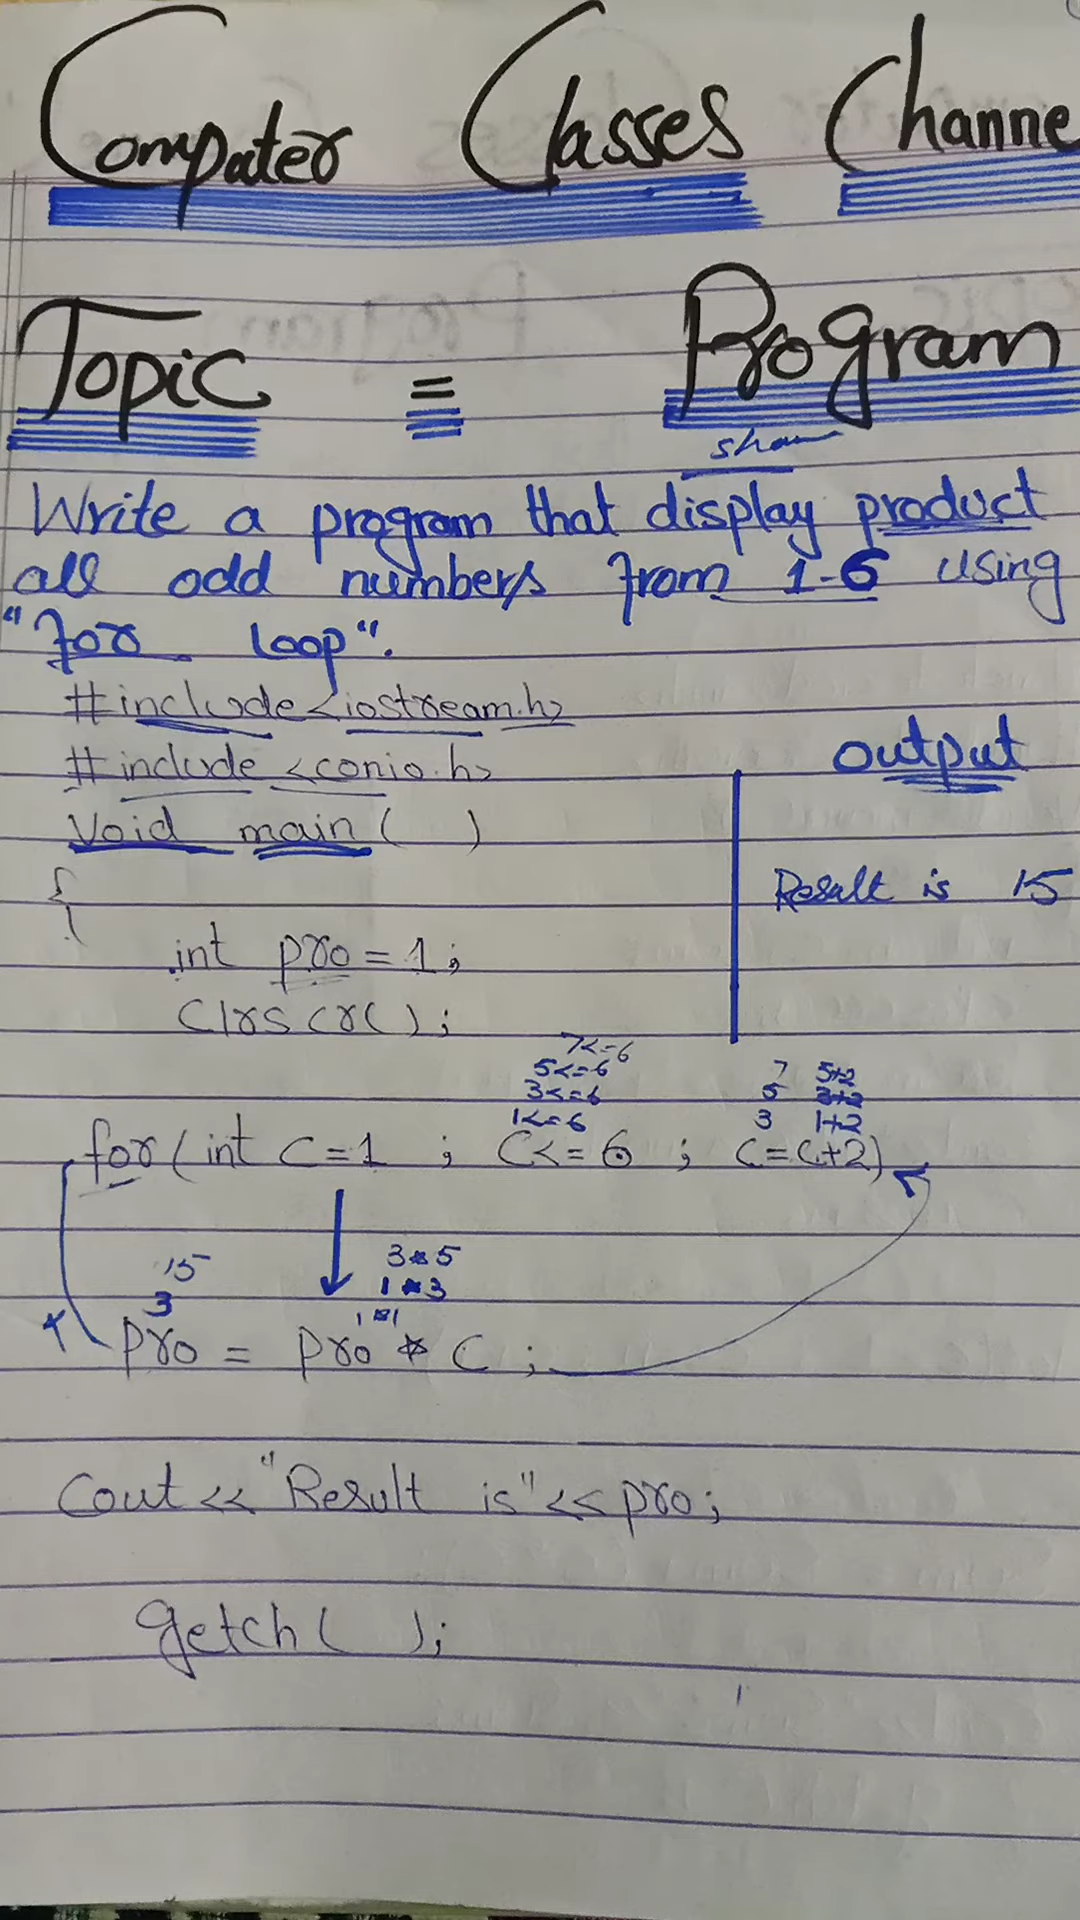 Computer Classes Channe
Topic = Program
show
Write a program that display product
all odd numbers from 1-6 using
"for loop".
#include<iostream.h>
#include <conio.h>
Void main( )
{
int pro = 1;
Clrscr();
output
Result is 15
7<=6
5<=6
3<=6
1<=6
7 5+2
5 3+2
3 1+2
for(int C=1 ; C<=6 ; C=C+2)
15
3
3*5
1*3
1*1
pro = pro * C ;
Cout<<"Result is"<<pro;
getch( );